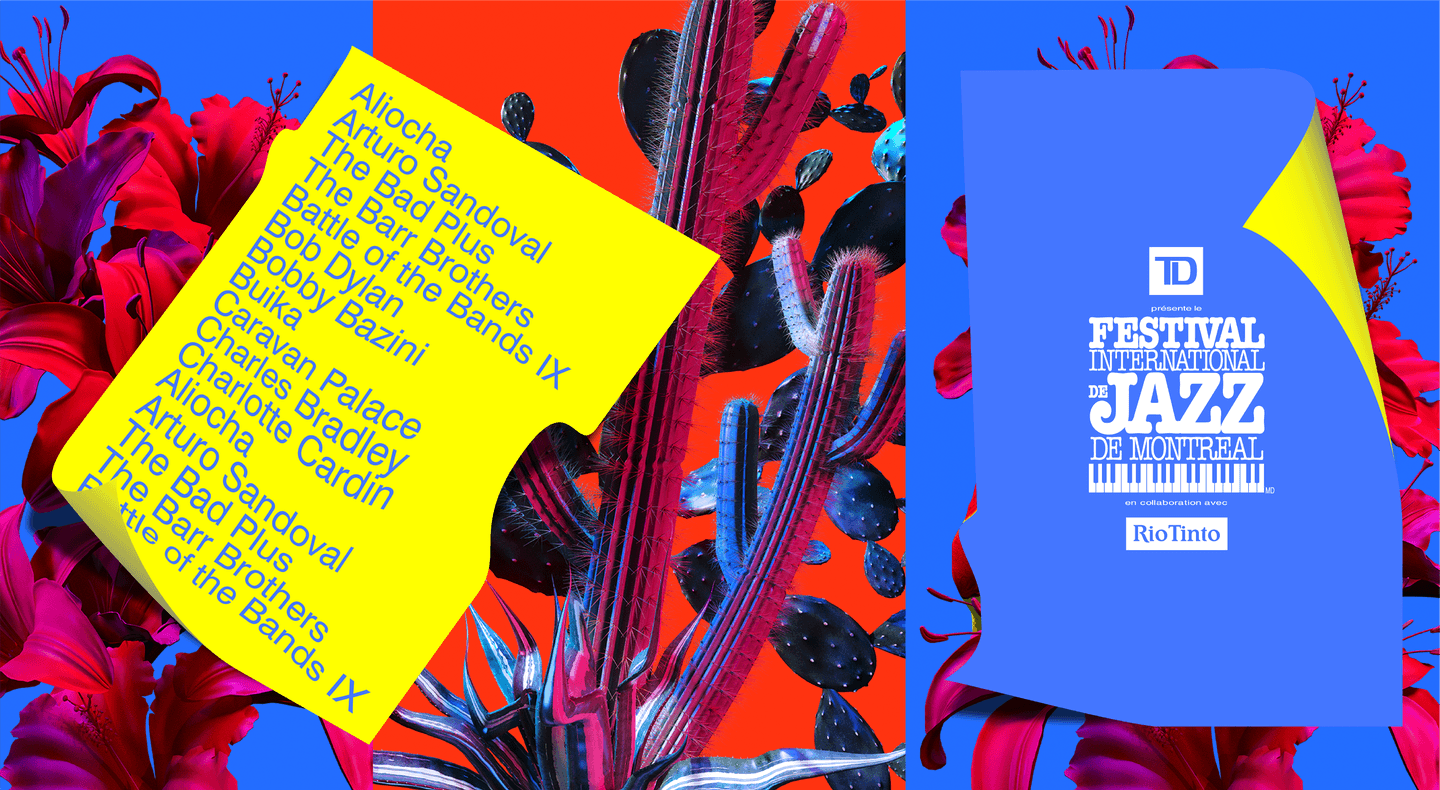 Aliocha
Arturo Sandoval
The Bad Plus
The Barr Brothers
Battle of the Bands IX
Bob Dylan
Bobby Bazini
Buika
Caravan Palace
Charles Bradley
Charlotte Cardin
Aliocha
Arturo Sandoval
The Bad Plus
The Barr Brothers
Battle of the Bands IX
TD
présente le
FESTIVAL
INTERNATIONAL
DE JAZZ
DE MONTREAL
MD
en collaboration avec
RioTinto